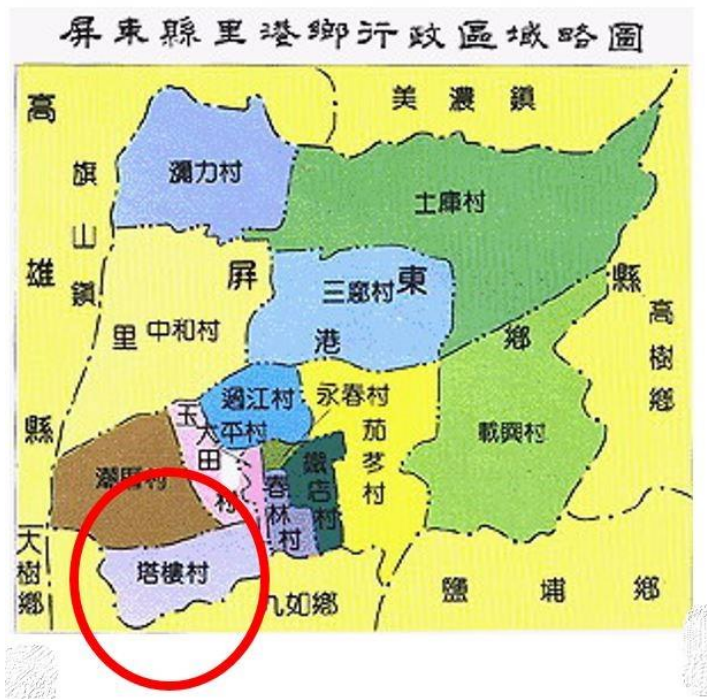 屏東縣里港鄉行政區域略圖
美濃鎮
高雄縣
旗山鎮
瀰力村
土庫村
屏東縣
里港鄉
三廍村
中和村
高樹鄉
過江村
永春村
玉田村
大平村
茄苳村
載興村
潮厝村
春林村
鐵店村
大樹鄉
塔樓村
九如鄉
鹽埔鄉